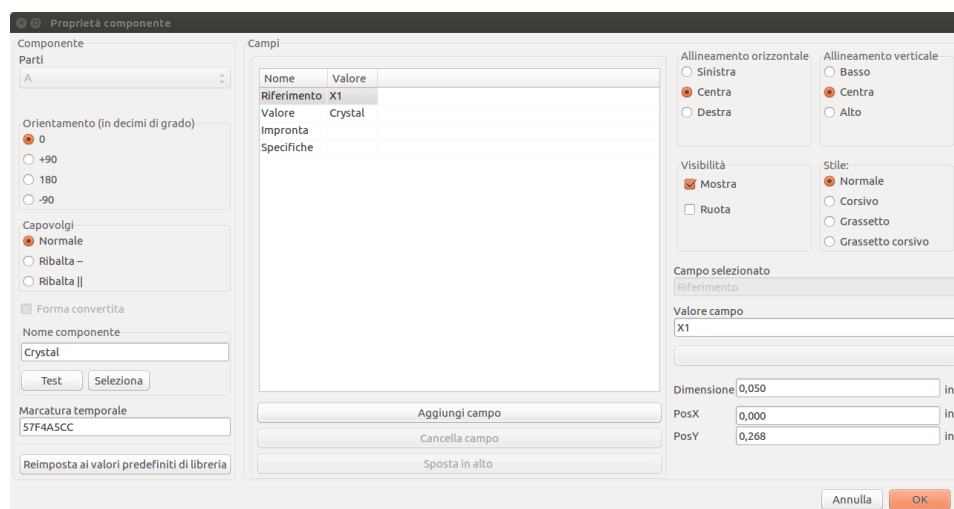 Proprietà componente
Componente
Parti
A
Orientamento (in decimi di grado)
0
+90
180
-90
Capovolgi
Normale
Ribalta --
Ribalta ||
Forma convertita
Nome componente
Crystal
Test Seleziona
Marcatura temporale
57F4A5CC
Reimposta ai valori predefiniti di libreria
Campi
Nome Valore
Riferimento X1
Valore Crystal
Impronta
Specifiche
Aggiungi campo
Cancella campo
Sposta in alto
Allineamento orizzontale
Sinistra
Centra
Destra
Allineamento verticale
Basso
Centra
Alto
Visibilità
Mostra
Ruota
Stile:
Normale
Corsivo
Grassetto
Grassetto corsivo
Campo selezionato
Riferimento
Valore campo
X1
Dimensione 0,050 in
PosX 0,000 in
PosY 0,268 in
Annulla OK